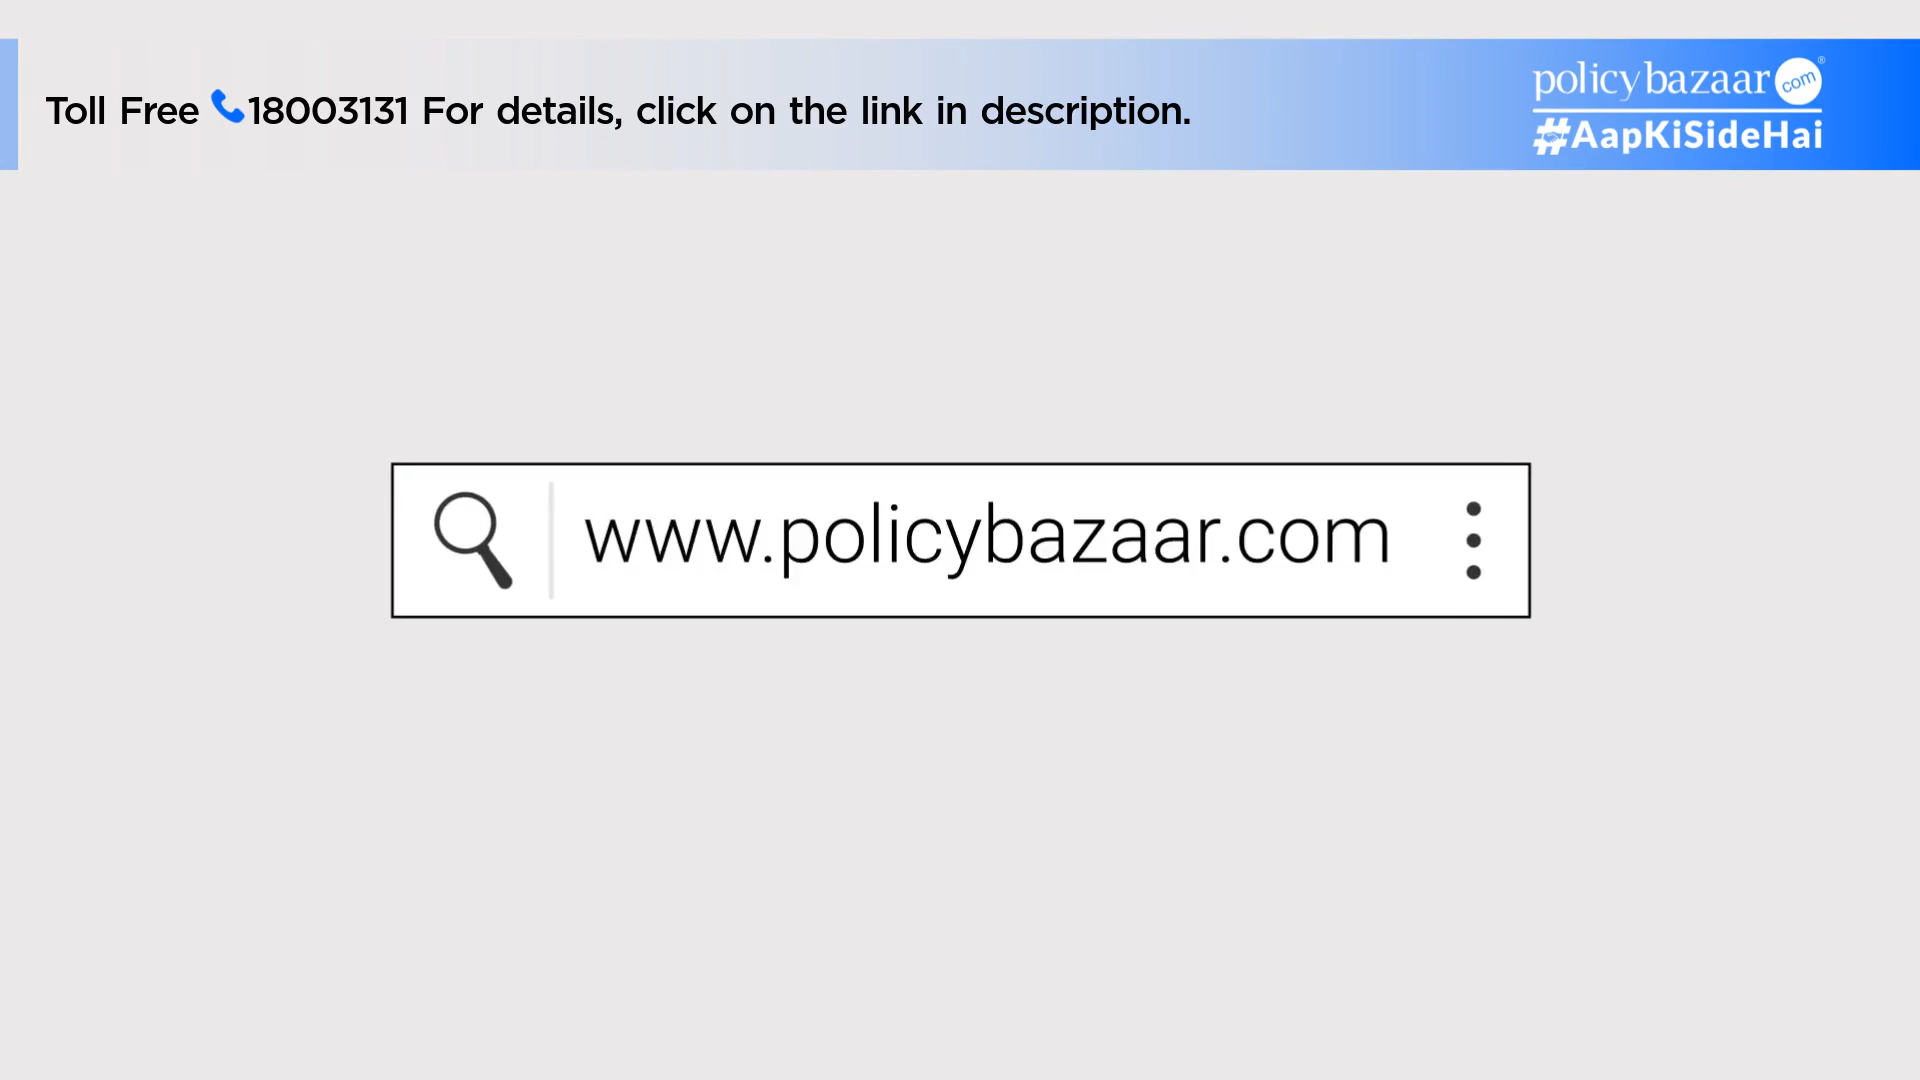 Toll Free 18003131 For details, click on the link in description.
policybazaar.com®
#AapKiSideHai
www.policybazaar.com